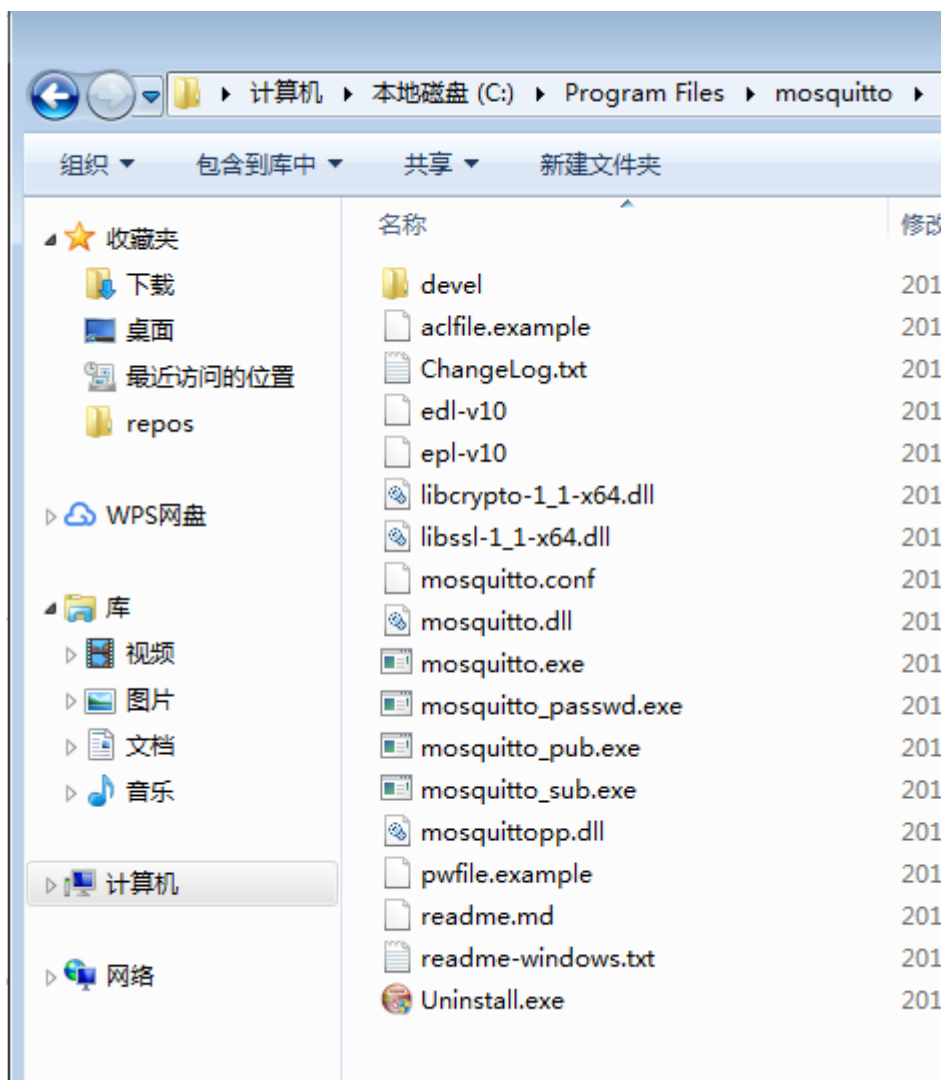 计算机 本地磁盘 (C:) Program Files mosquitto
组织 包含到库中 共享 新建文件夹
收藏夹
下载
桌面
最近访问的位置
repos
WPS网盘
库
视频
图片
文档
音乐
计算机
网络
名称 修改
devel 201
aclfile.example 201
ChangeLog.txt 201
edl-v10 201
epl-v10 201
libcrypto-1_1-x64.dll 201
libssl-1_1-x64.dll 201
mosquitto.conf 201
mosquitto.dll 201
mosquitto.exe 201
mosquitto_passwd.exe 201
mosquitto_pub.exe 201
mosquitto_sub.exe 201
mosquittopp.dll 201
pwfile.example 201
readme.md 201
readme-windows.txt 201
Uninstall.exe 201